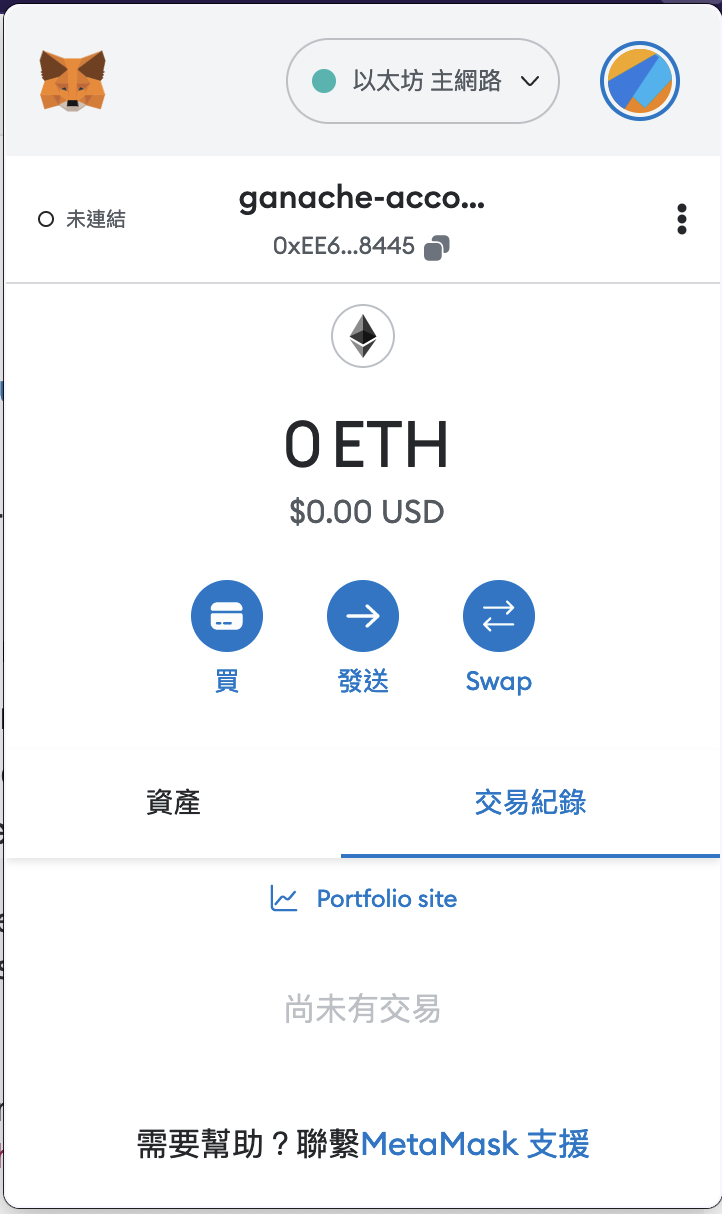 以太坊 主網路
未連結
ganache-acco...
0xEE6...8445
0 ETH
$0.00 USD
買
發送
Swap
資產
交易紀錄
Portfolio site
尚未有交易
需要幫助？聯繫MetaMask 支援